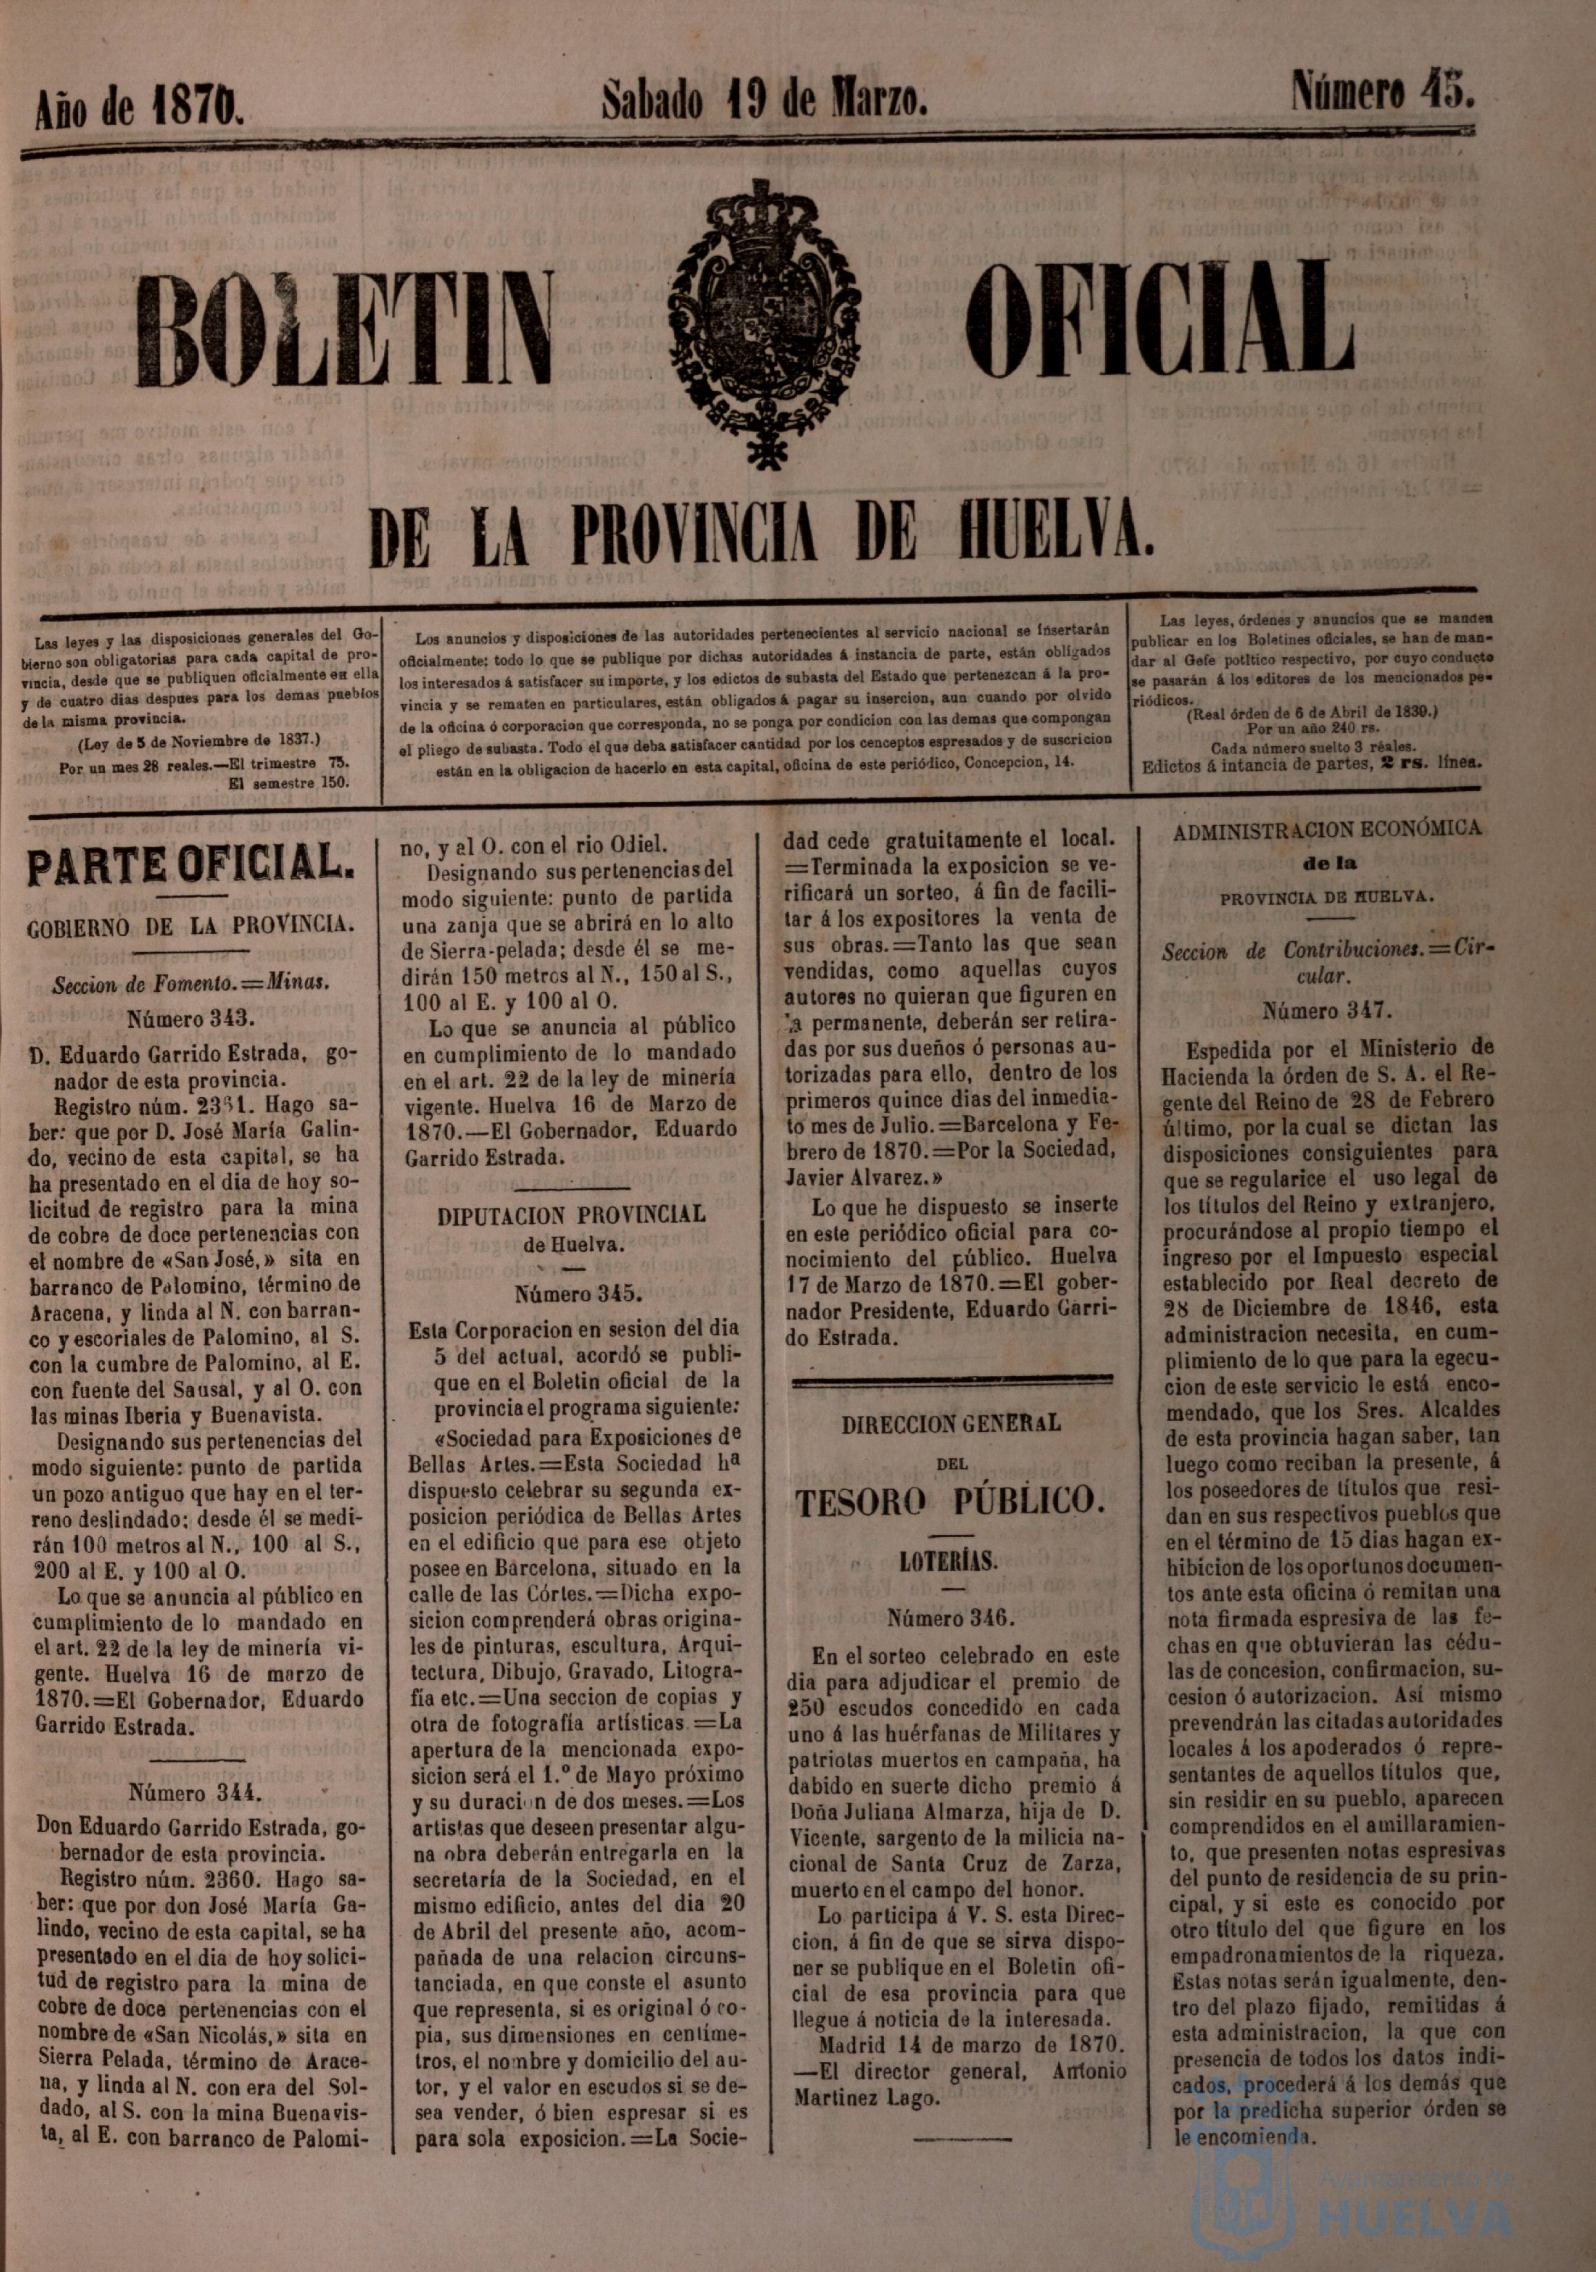 Año de 1870.
Sabado 19 de Marzo.
Número 45.
BOLETIN OFICIAL
DE LA PROVINCIA DE HUELVA.
Las leyes y las disposiciones generales del Go-
bierno son obligatorias para cada capital de pro-
vincia, desde que se publiquen oficialmente en ella
y de cuatro dias despues para los demas pueblos
de la misma provincia.
(Ley de 5 de Noviembre de 1837.)
Por un mes 28 reales.—El trimestre 75.
El semestre 150.
Los anuncios y disposiciones de las autoridades pertenecientes al servicio nacional se insertarán
oficialmente; todo lo que se publique por dichas autoridades á instancia de parte, están obligados
los interesados á satisfacer su importe, y los edictos de subasta del Estado que pertenezcan á la pro-
vincia y se rematen en particulares, están obligados á pagar su insercion, aun cuando por olvido
de la oficina ó corporacion que corresponda, no se ponga por condicion con las demas que compongan
el pliego de subasta. Todo el que deba satisfacer cantidad por los cenceptos espresados y de suscricion
están en la obligacion de hacerlo en esta capital, oficina de este periódico, Concepcion, 14.
Las leyes, órdenes y anuncios que se manden
publicar en los Boletines oficiales, se han de man-
dar al Gefe potltico respectivo, por cuyo conducto
se pasarán á los editores de los mencionados pe-
riódicos.
(Real órden de 6 de Abril de 1839.)
Por un año 240 rs.
Cada número suelto 3 reales.
Edictos á intancia de partes, 2 rs. línea.
PARTE OFICIAL.
GOBIERNO DE LA PROVINCIA.
Seccion de Fomento.=Minas.
Número 343.
D. Eduardo Garrido Estrada, go-
nador de esta provincia.
Registro núm. 2351. Hago sa-
ber: que por D. José María Galin-
do, vecino de esta capital, se ha
ha presentado en el dia de hoy so-
licitud de registro para la mina
de cobre de doce pertenencias con
el nombre de «San José,» sita en
barranco de Palomino, término de
Aracena, y linda al N. con barran-
co y escoriales de Palomino, al S.
con la cumbre de Palomino, al E.
con fuente del Sausal, y al O. con
las minas Iberia y Buenavista.
Designando sus pertenencias del
modo siguiente: punto de partida
un pozo antiguo que hay en el ter-
reno deslindado; desde él se medi-
rán 100 metros al N., 100 al S.,
200 al E. y 100 al O.
Lo que se anuncia al público en
cumplimiento de lo mandado en
el art. 22 de la ley de minería vi-
gente. Huelva 16 de marzo de
1870.=El Gobernador, Eduardo
Garrido Estrada.
Número 344.
Don Eduardo Garrido Estrada, go-
bernador de esta provincia.
Registro núm. 2360. Hago sa-
ber: que por don José María Ga-
lindo, vecino de esta capital, se ha
presentado en el dia de hoy solici-
tud de registro para la mina de
cobre de doce pertenencias con el
nombre de «San Nicolás,» sita en
Sierra Pelada, término de Arace-
na, y linda al N. con era del Sol-
dado, al S. con la mina Buenavis-
ta, al E. con barranco de Palomi-
no, y al O. con el rio Odiel.
Designando sus pertenencias del
modo siguiente: punto de partida
una zanja que se abrirá en lo alto
de Sierra-pelada; desde él se me-
dirán 150 metros al N., 150 al S.,
100 al E. y 100 al O.
Lo que se anuncia al público
en cumplimiento de lo mandado
en el art. 22 de la ley de minería
vigente. Huelva 16 de Marzo de
1870.—El Gobernador, Eduardo
Garrido Estrada.
DIPUTACION PROVINCIAL
de Huelva.
Número 345.
Esta Corporacion en sesion del dia
5 del actual, acordó se publi-
que en el Boletin oficial de la
provincia el programa siguiente:
«Sociedad para Exposiciones de
Bellas Artes.=Esta Sociedad ha
dispuesto celebrar su segunda ex-
posicion periódica de Bellas Artes
en el edificio que para ese objeto
posee en Barcelona, situado en la
calle de las Córtes.=Dicha expo-
sicion comprenderá obras origina-
les de pinturas, escultura, Arqui-
tectura, Dibujo, Gravado, Litogra-
fía etc.=Una seccion de copias y
otra de fotografía artísticas.=La
apertura de la mencionada expo-
sicion será el 1.º de Mayo próximo
y su duracion de dos meses.=Los
artistas que deseen presentar algu-
na obra deberán entregarla en la
secretaría de la Sociedad, en el
mismo edificio, antes del dia 20
de Abril del presente año, acom-
pañada de una relacion circuns-
tanciada, en que conste el asunto
que representa, si es original ó co-
pia, sus dimensiones en centíme-
tros, el nombre y domicilio del au-
tor, y el valor en escudos si se de-
sea vender, ó bien espresar si es
para sola exposicion.=La Socie-
dad cede gratuitamente el local.
=Terminada la exposicion se ve-
rificará un sorteo, á fin de facili-
tar á los expositores la venta de
sus obras.=Tanto las que sean
vendidas, como aquellas cuyos
autores no quieran que figuren en
'a permanente, deberán ser retira-
das por sus dueños ó personas au-
torizadas para ello, dentro de los
primeros quince dias del inmedia-
to mes de Julio.=Barcelona y Fe-
brero de 1870.=Por la Sociedad,
Javier Alvarez.»
Lo que he dispuesto se inserte
en este periódico oficial para co-
nocimiento del público. Huelva
17 de Marzo de 1870.=El gober-
nador Presidente, Eduardo Garri-
do Estrada.
DIRECCION GENERAL
DEL
TESORO PÚBLICO.
LOTERÍAS.
Número 346.
En el sorteo celebrado en este
dia para adjudicar el premio de
250 escudos concedido en cada
uno á las huérfanas de Militares y
patriotas muertos en campaña, ha
dabido en suerte dicho premio á
Doña Juliana Almarza, hija de D.
Vicente, sargento de la milicia na-
cional de Santa Cruz de Zarza,
muerto en el campo del honor.
Lo participa á V. S. esta Direc-
cion, á fin de que se sirva dispo-
ner se publique en el Boletin ofi-
cial de esa provincia para que
llegue á noticia de la interesada.
Madrid 14 de marzo de 1870.
—El director general, Antonio
Martinez Lago.
ADMINISTRACION ECONÓMICA
de la
PROVINCIA DE HUELVA.
Seccion de Contribuciones.=Cir-
cular.
Número 347.
Espedida por el Ministerio de
Hacienda la órden de S. A. el Re-
gente del Reino de 28 de Febrero
último, por la cual se dictan las
disposiciones consiguientes para
que se regularice el uso legal de
los títulos del Reino y extranjero,
procurándose al propio tiempo el
ingreso por el Impuesto especial
establecido por Real decreto de
28 de Diciembre de 1846, esta
administracion necesita, en cum-
plimiento de lo que para la egecu-
cion de este servicio le está enco-
mendado, que los Sres. Alcaldes
de esta provincia hagan saber, tan
luego como reciban la presente, á
los poseedores de títulos que resi-
dan en sus respectivos pueblos que
en el término de 15 dias hagan ex-
hibicion de los oportunos documen-
tos ante esta oficina ó remitan una
nota firmada espresiva de las fe-
chas en que obtuvieran las cédu-
las de concesion, confirmacion, su-
cesion ó autorizacion. Así mismo
prevendrán las citadas autoridades
locales á los apoderados ó repre-
sentantes de aquellos títulos que,
sin residir en su pueblo, aparecen
comprendidos en el amillaramien-
to, que presenten notas espresivas
del punto de residencia de su prin-
cipal, y si este es conocido por
otro título del que figure en los
empadronamientos de la riqueza.
Estas notas serán igualmente, den-
tro del plazo fijado, remitidas á
esta administracion, la que con
presencia de todos los datos indi-
cados, procederá á los demás que
por la predicha superior órden se
le encomienda.
Ayuntamiento de
HUELVA